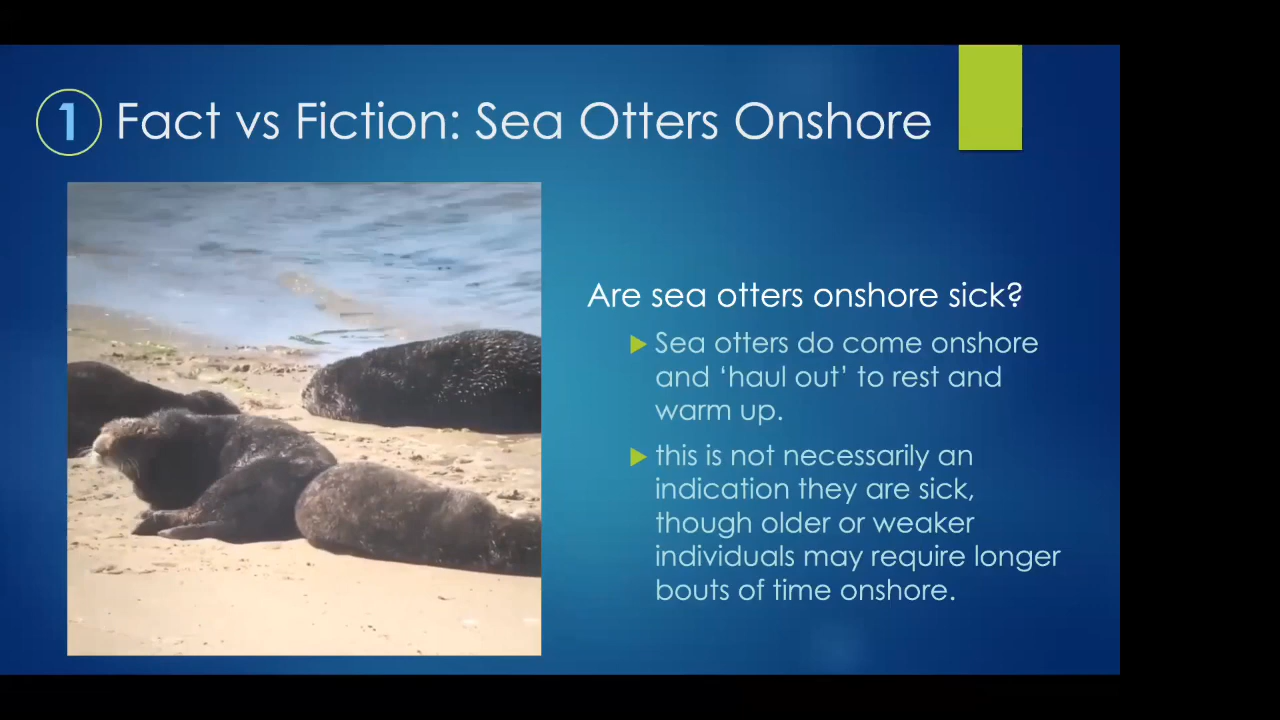 1 Fact vs Fiction: Sea Otters Onshore
Are sea otters onshore sick?
Sea otters do come onshore
and ‘haul out’ to rest and
warm up.
this is not necessarily an
indication they are sick,
though older or weaker
individuals may require longer
bouts of time onshore.